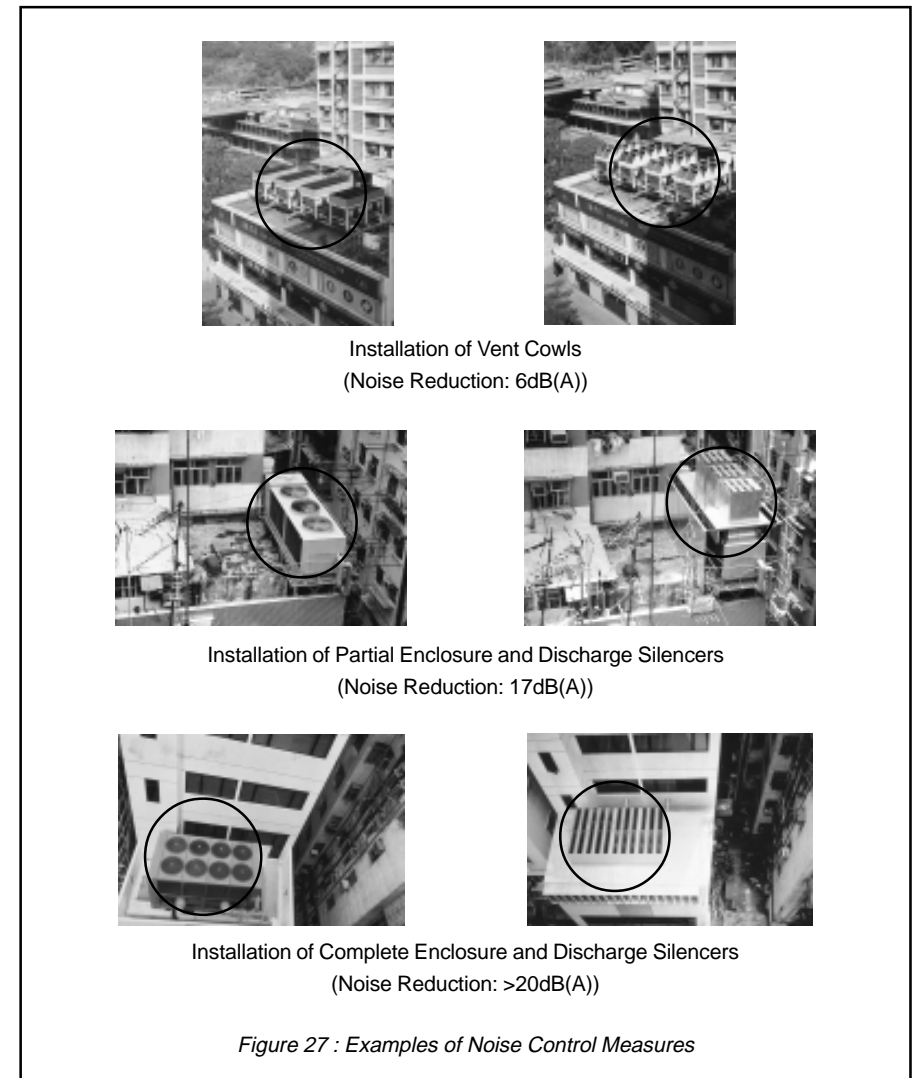 Installation of Vent Cowls
(Noise Reduction: 6dB(A))
Installation of Partial Enclosure and Discharge Silencers
(Noise Reduction: 17dB(A))
Installation of Complete Enclosure and Discharge Silencers
(Noise Reduction: >20dB(A))
Figure 27 : Examples of Noise Control Measures